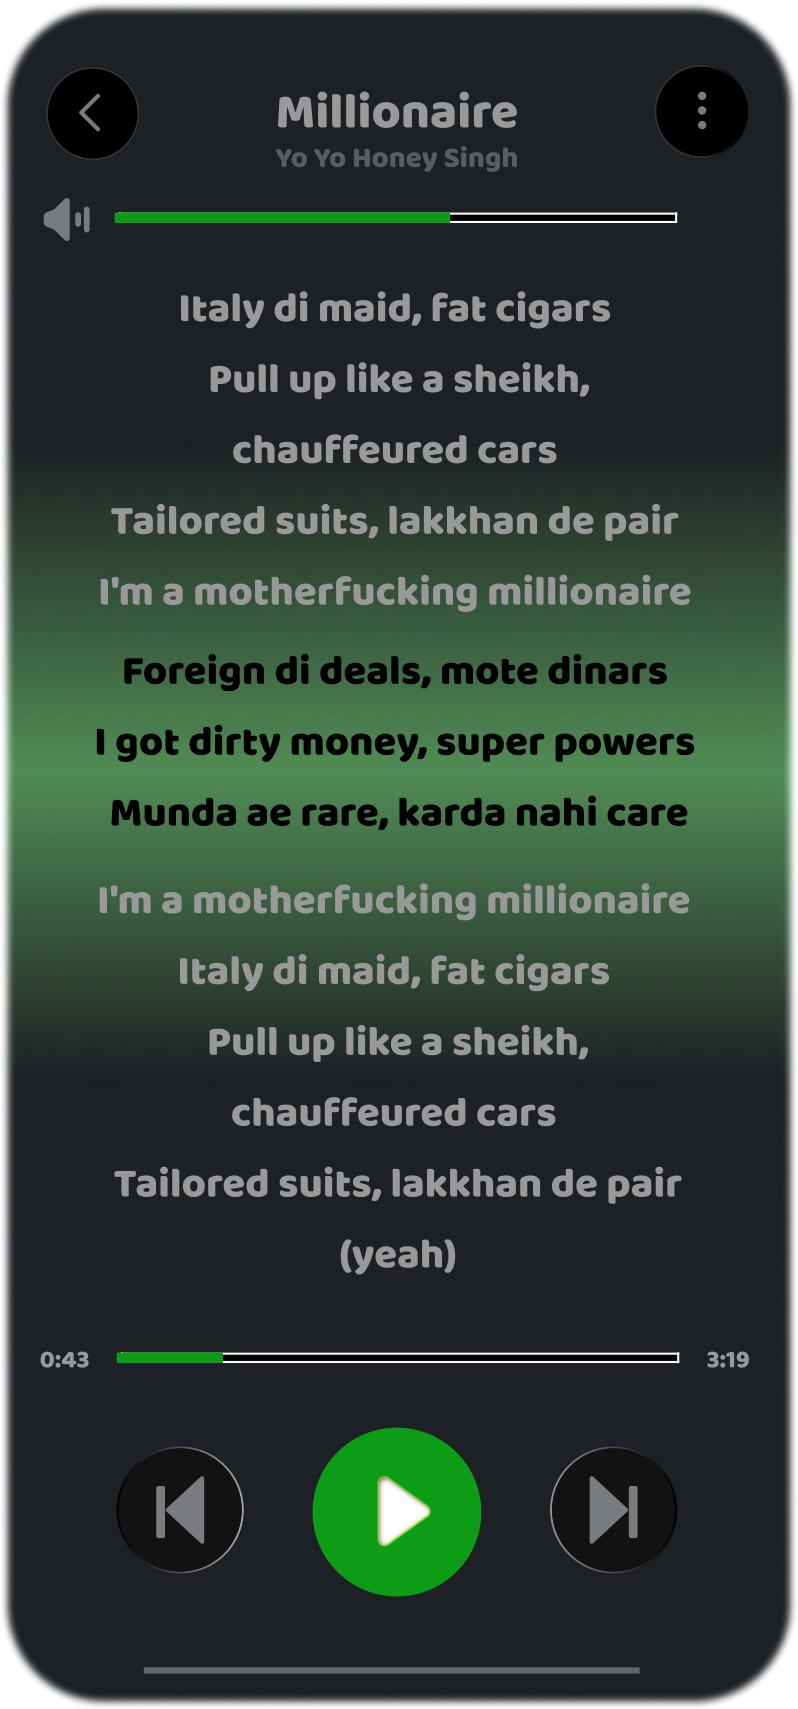 Millionaire
Yo Yo Honey Singh
Italy di maid, fat cigars
Pull up like a sheikh,
chauffeured cars
Tailored suits, lakkhan de pair
I'm a motherfucking millionaire
Foreign di deals, mote dinars
I got dirty money, super powers
Munda ae rare, karda nahi care
I'm a motherfucking millionaire
Italy di maid, fat cigars
Pull up like a sheikh,
chauffeured cars
Tailored suits, lakkhan de pair
(yeah)
0:43 3:19